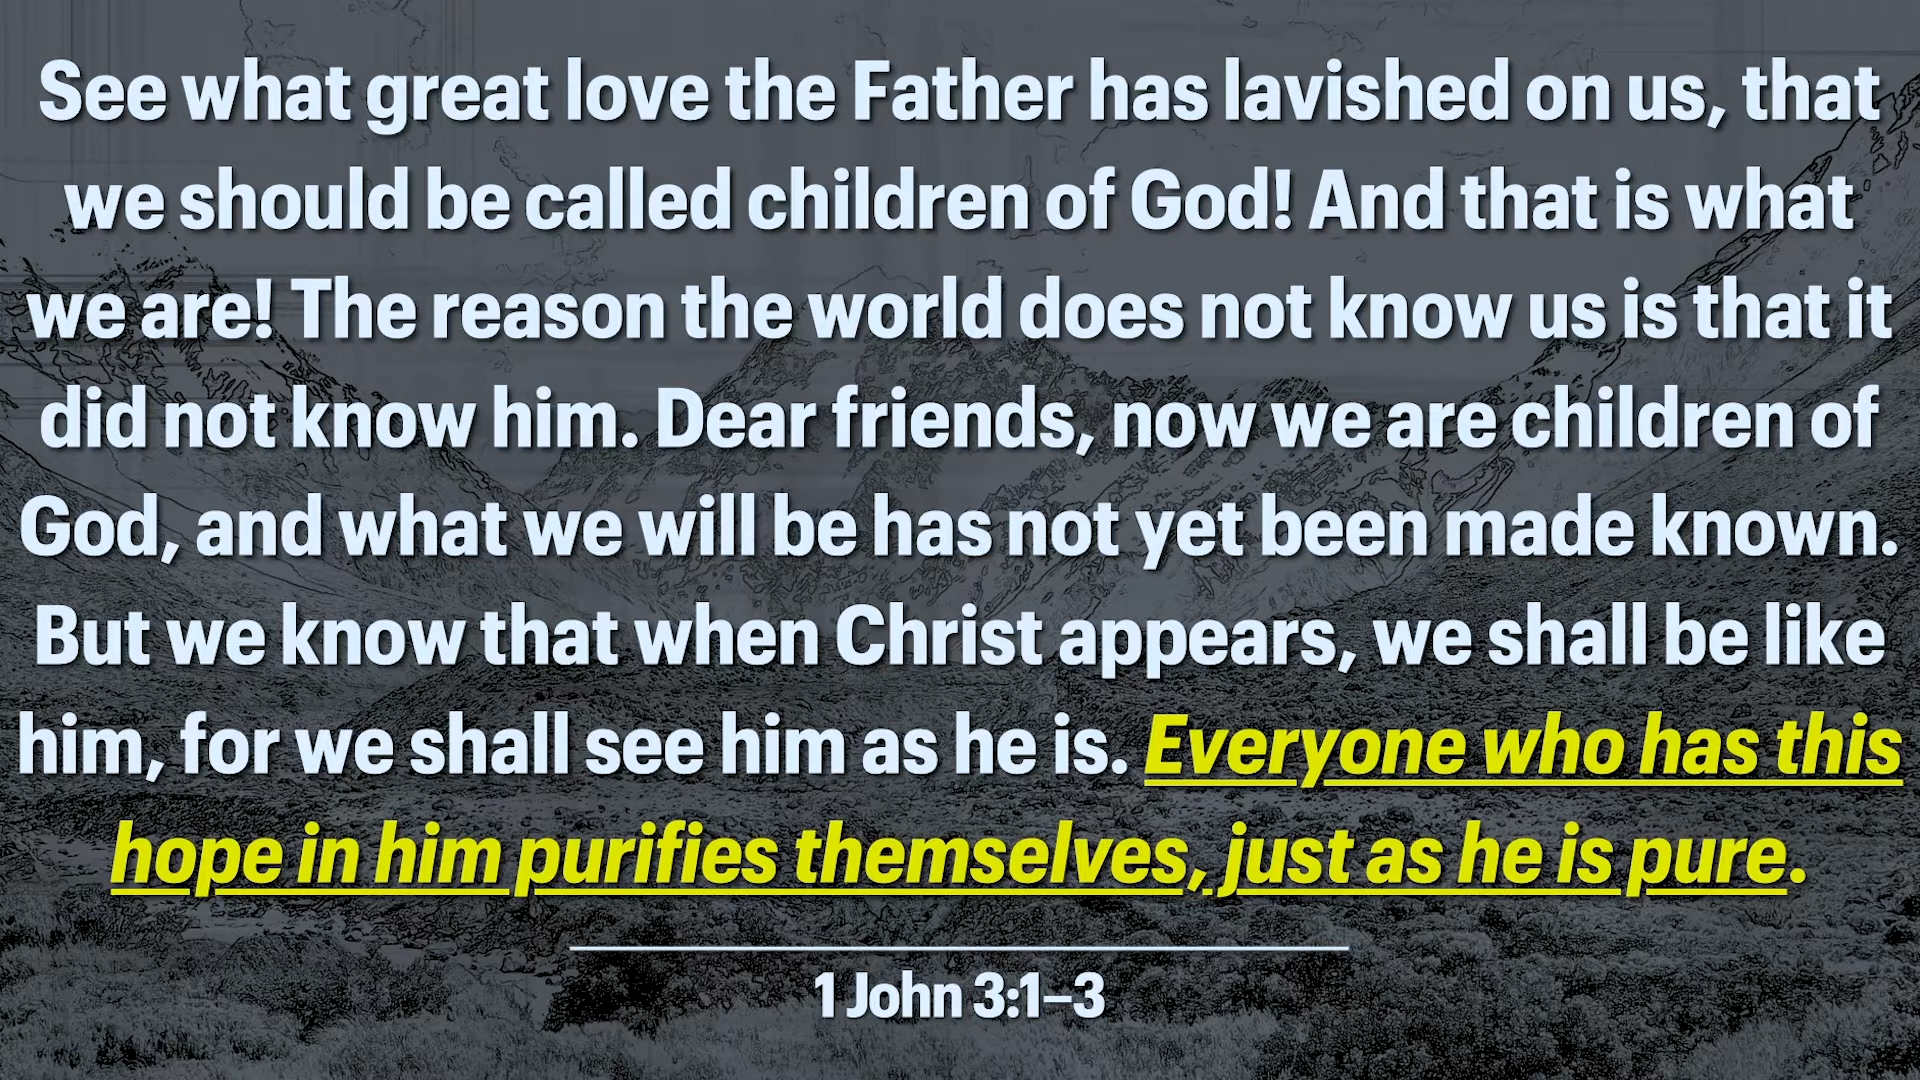 See what great love the Father has lavished on us, that
we should be called children of God! And that is what
we are! The reason the world does not know us is that it
did not know him. Dear friends, now we are children of
God, and what we will be has not yet been made known.
But we know that when Christ appears, we shall be like
him, for we shall see him as he is. Everyone who has this
hope in him purifies themselves, just as he is pure.
1 John 3:1–3